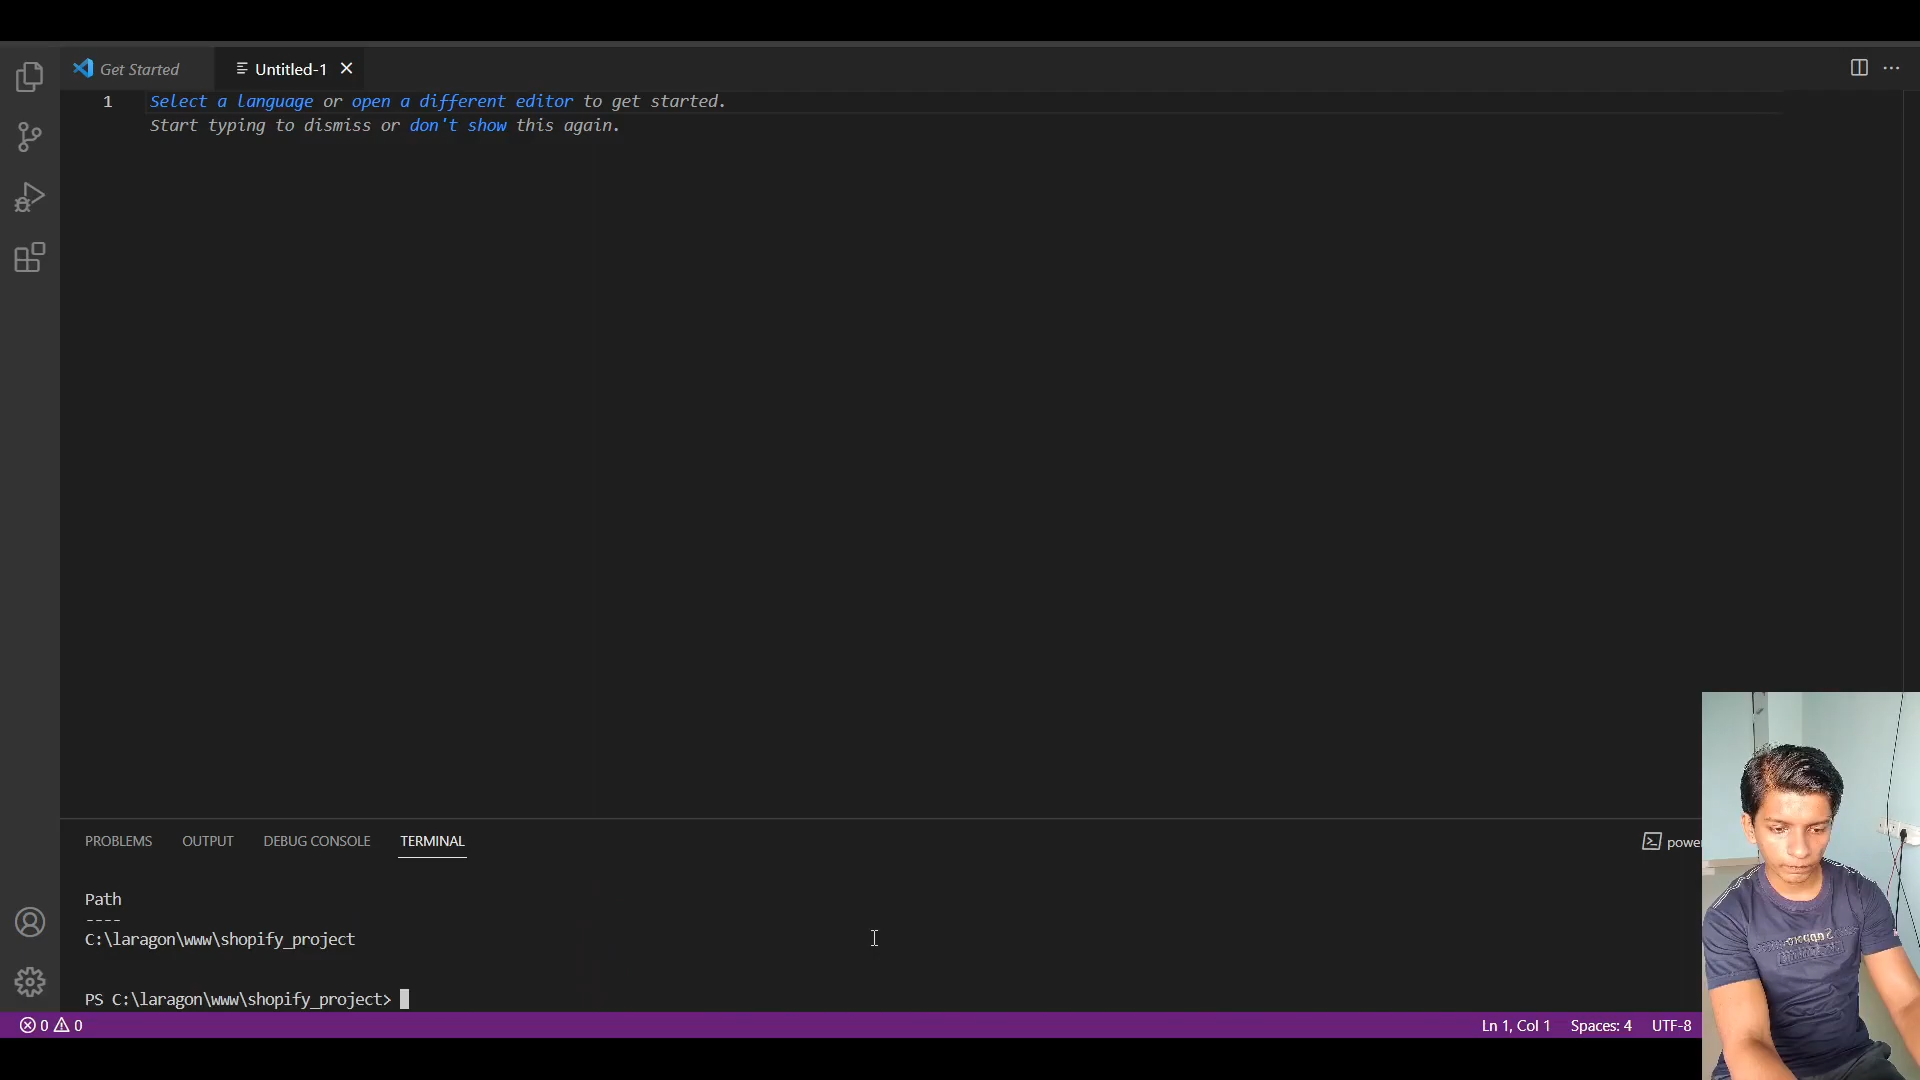 Get Started
Untitled-1
1
Select a language or open a different editor to get started.
Start typing to dismiss or don't show this again.
PROBLEMS
OUTPUT
DEBUG CONSOLE
TERMINAL
power
Path
----
C:\laragon\www\shopify_project
PS C:\laragon\www\shopify_project>
0
0
Ln 1, Col 1
Spaces: 4
UTF-8